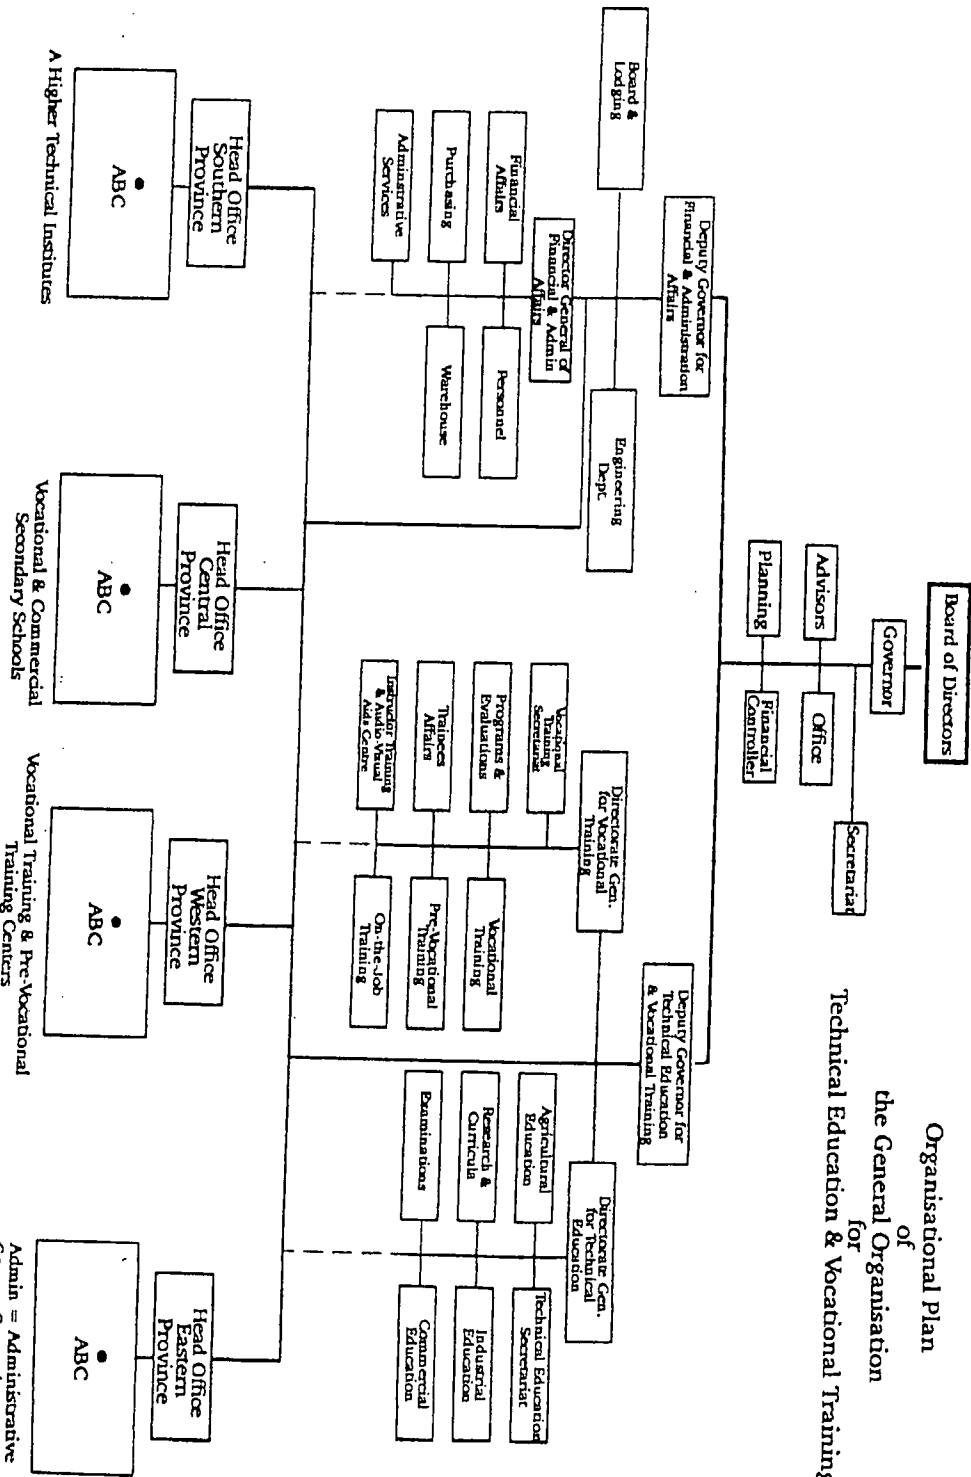 Organisational Plan
of
the General Organisation
for
Technical Education & Vocational Training
Board of Directors
Governor
Secretariat
Advisors
Office
Planning
Financial
Controller
Deputy Governor for
Financial & Administration
Affairs
Deputy Governor for
Technical Education
& Vocational Training
Board &
Lodging
Engineering
Dept.
Director General of
Financial & Admin
Affairs
Financial
Affairs
Personnel
Purchasing
Warehouse
Administrative
Services
Directorate Gen.
for Vocational
Training
Vocational
Training
Secretariat
Programs &
Evaluations
Vocational
Training
Trainees
Affairs
Pre-Vocational
Training
Instructor Training
& Audio-Visual
Aids Centre
On-the-Job
Training
Directorate Gen.
for Technical
Education
Agricultural
Education
Technical Education
Secretariat
Research &
Curricula
Industrial
Education
Examinations
Commercial
Education
Head Office
Southern
Province
Head Office
Central
Province
Head Office
Western
Province
Head Office
Eastern
Province
ABC
ABC
ABC
ABC
A Higher Technical Institutes
Vocational & Commercial
Secondary Schools
Vocational Training & Pre-Vocational
Training Centers
Admin = Administrative